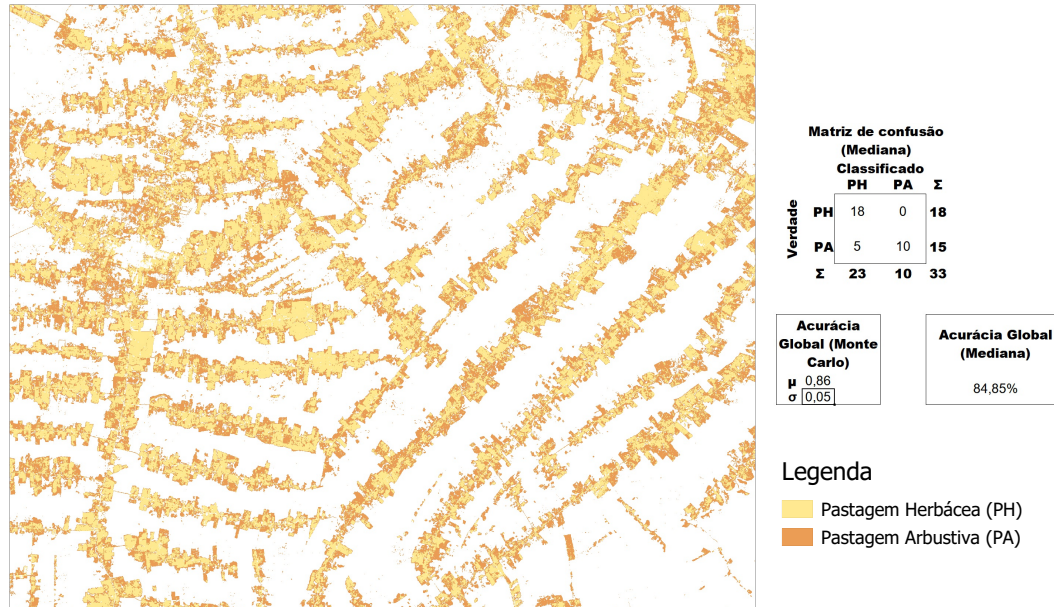 Matriz de confusão
(Mediana)
Classificado
PH PA Σ
Verdade
PH 18 0 18
PA 5 10 15
Σ 23 10 33
Acurácia
Global (Monte
Carlo)
μ 0,86
σ 0,05
Acurácia Global
(Mediana)
84,85%
Legenda
Pastagem Herbácea (PH)
Pastagem Arbustiva (PA)